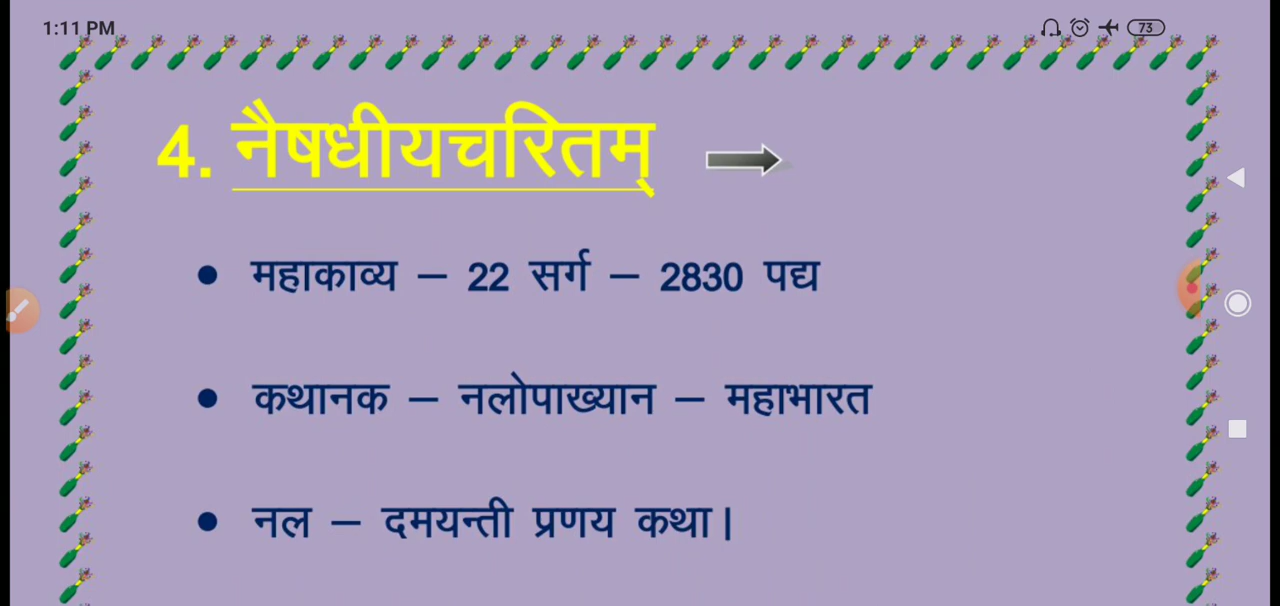 1:11 PM
73
4. नैषधीयचरितम्
• महाकाव्य – 22 सर्ग – 2830 पद्य
• कथानक – नलोपाख्यान – महाभारत
• नल – दमयन्ती प्रणय कथा।